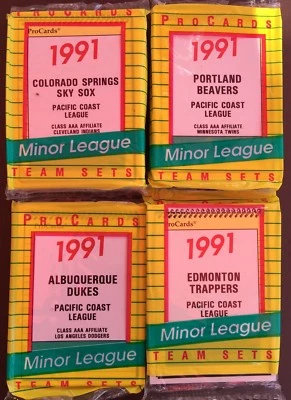 PROCARDS
ProCards®
1991
COLORADO SPRINGS
SKY SOX
PACIFIC COAST
LEAGUE
CLASS AAA AFFILIATE
CLEVELAND INDIANS
Minor League
TEAM SETS
PROCARDS
1991
PORTLAND
BEAVERS
PACIFIC COAST
LEAGUE
CLASS AAA AFFILIATE
MINNESOTA TWINS
Minor League
TEAM SETS
PROCARDS
1991
ALBUQUERQUE
DUKES
PACIFIC COAST
LEAGUE
CLASS AAA AFFILIATE
LOS ANGELES DODGERS
Minor League
TEAM SETS
ProCards®
1991
EDMONTON
TRAPPERS
PACIFIC COAST
LEAGUE
Minor League
TEAM SETS